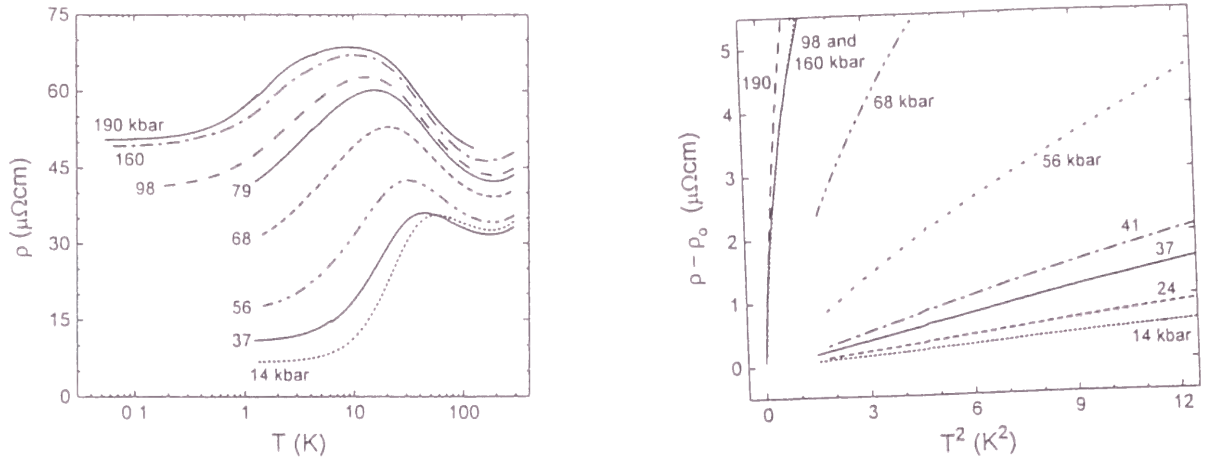 75
60
45
30
15
0
ρ (μΩcm)
190 kbar
160
98
79
68
56
37
14 kbar
0 1
1
10
100
T (K)
5
4
3
2
1
0
ρ – ρo (μΩcm)
98 and
160 kbar
190
68 kbar
56 kbar
41
37
24
14 kbar
0
3
6
9
12
T² (K²)